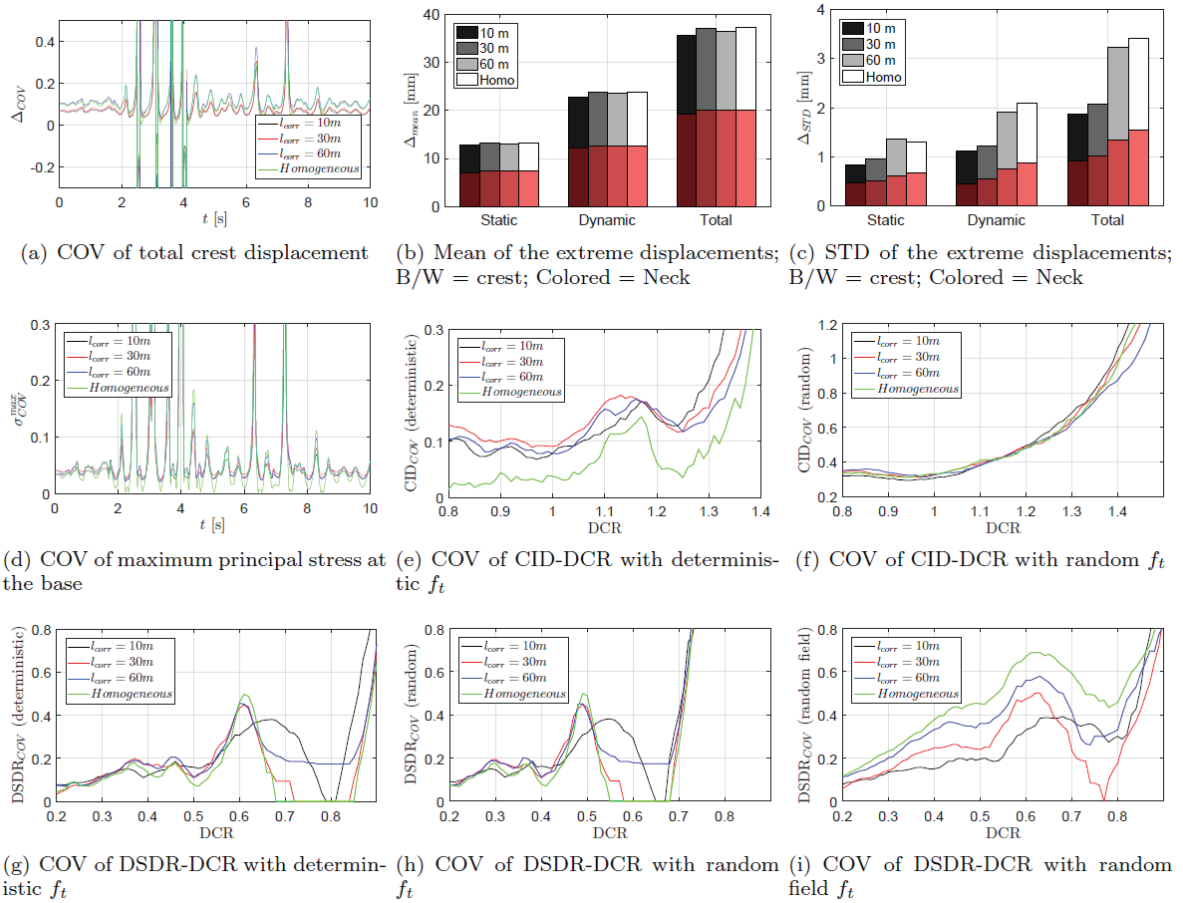 0.4
0.2
0
-0.2
Δ_COV
l_corr = 10m
l_corr = 30m
l_corr = 60m
Homogeneous
0 2 4 6 8 10
t [s]
(a) COV of total crest displacement
40
30
20
10
0
Δ_mean [mm]
10 m
30 m
60 m
Homo
Static Dynamic Total
(b) Mean of the extreme displacements;
B/W = crest; Colored = Neck
4
3
2
1
0
Δ_STD [mm]
10 m
30 m
60 m
Homo
Static Dynamic Total
(c) STD of the extreme displacements;
B/W = crest; Colored = Neck
0.3
0.2
0.1
0
σ^max_COV
l_corr = 10m
l_corr = 30m
l_corr = 60m
Homogeneous
0 2 4 6 8 10
t [s]
(d) COV of maximum principal stress at
the base
0.3
0.2
0.1
0
CID_COV (deterministic)
l_corr = 10m
l_corr = 30m
l_corr = 60m
Homogeneous
0.8 0.9 1 1.1 1.2 1.3 1.4
DCR
(e) COV of CID-DCR with determinis-
tic f_t
1.2
1
0.8
0.6
0.4
0.2
CID_COV (random)
l_corr = 10m
l_corr = 30m
l_corr = 60m
Homogeneous
0.8 0.9 1 1.1 1.2 1.3 1.4
DCR
(f) COV of CID-DCR with random f_t
0.8
0.6
0.4
0.2
0
DSDR_COV (deterministic)
l_corr = 10m
l_corr = 30m
l_corr = 60m
Homogeneous
0.2 0.3 0.4 0.5 0.6 0.7 0.8
DCR
(g) COV of DSDR-DCR with determin-
istic f_t
0.8
0.6
0.4
0.2
0
DSDR_COV (random)
l_corr = 10m
l_corr = 30m
l_corr = 60m
Homogeneous
0.2 0.3 0.4 0.5 0.6 0.7 0.8
DCR
(h) COV of DSDR-DCR with random
f_t
0.8
0.6
0.4
0.2
0
DSDR_COV (random field)
l_corr = 10m
l_corr = 30m
l_corr = 60m
Homogeneous
0.2 0.3 0.4 0.5 0.6 0.7 0.8
DCR
(i) COV of DSDR-DCR with random
field f_t